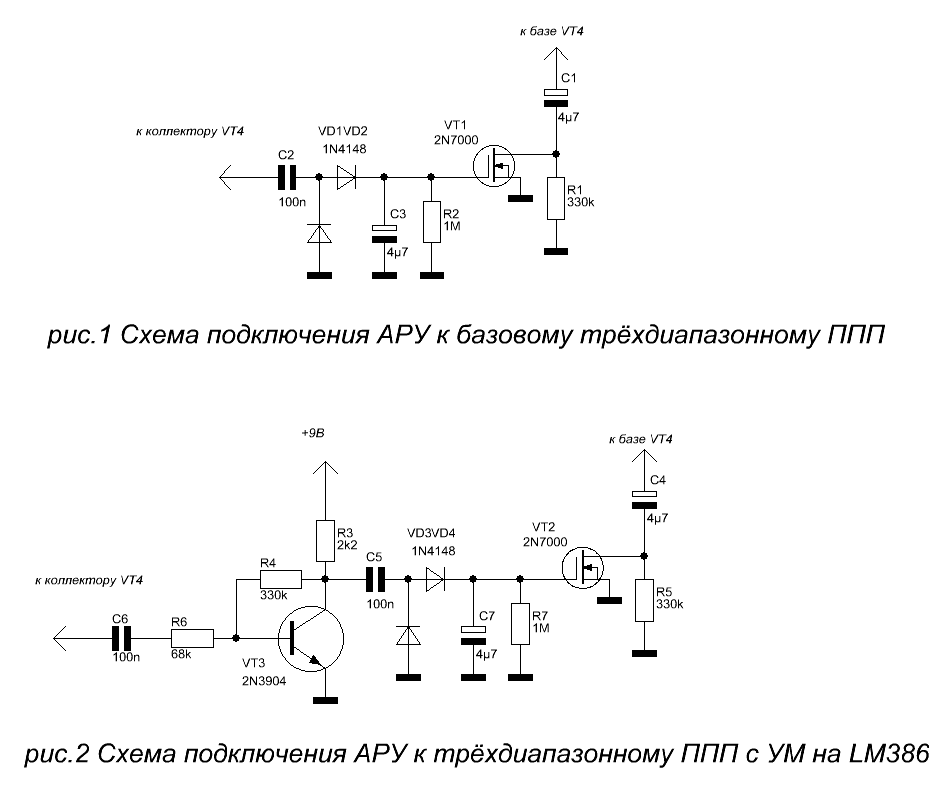 к базе VT4
C1
4µ7
к коллектору VT4
VD1VD2
1N4148
VT1
2N7000
C2
100n
C3
4µ7
R2
1M
R1
330k
рис.1 Схема подключения АРУ к базовому трёхдиапазонному ППП
+9В
к базе VT4
C4
4µ7
R3
2k2
VD3VD4
1N4148
VT2
2N7000
R4
330k
C5
100n
к коллектору VT4
C6
100n
R6
68k
VT3
2N3904
C7
4µ7
R7
1M
R5
330k
рис.2 Схема подключения АРУ к трёхдиапазонному ППП с УМ на LM386